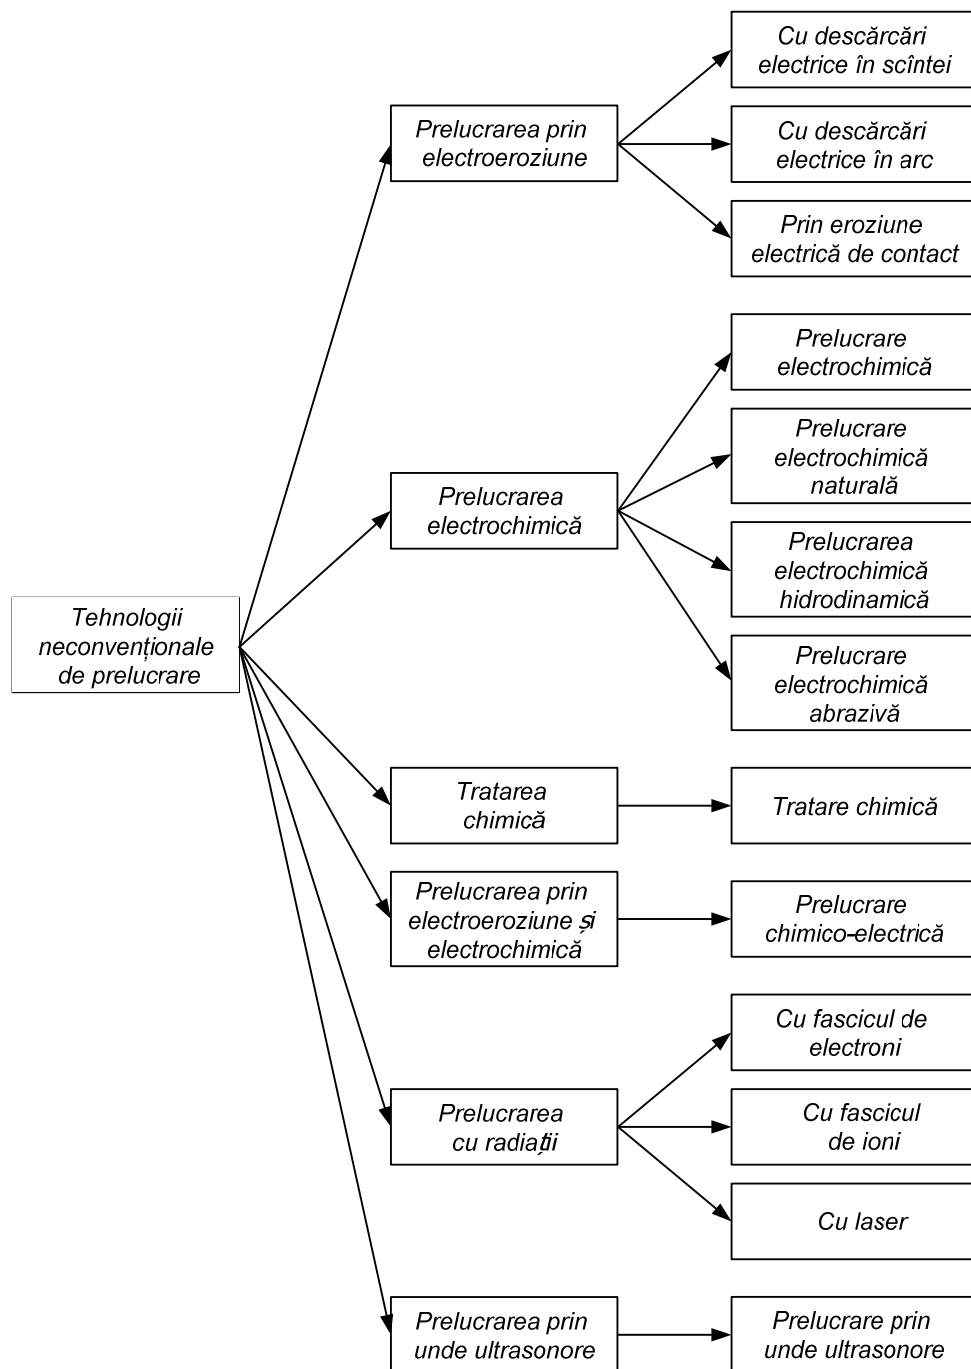 Cu descărcări
electrice în scîntei
Prelucrarea prin
electroeroziune
Cu descărcări
electrice în arc
Prin eroziune
electrică de contact
Prelucrare
electrochimică
Prelucrare
electrochimică
naturală
Prelucrarea
electrochimică
Prelucrarea
electrochimică
hidrodinamică
Tehnologii
neconvenționale
de prelucrare
Prelucrare
electrochimică
abrazivă
Tratarea
chimică
Tratare chimică
Prelucrarea prin
electroeroziune și
electrochimică
Prelucrare
chimico-electrică
Cu fascicul de
electroni
Prelucrarea
cu radiații
Cu fascicul
de ioni
Cu laser
Prelucrarea prin
unde ultrasonore
Prelucrare prin
unde ultrasonore